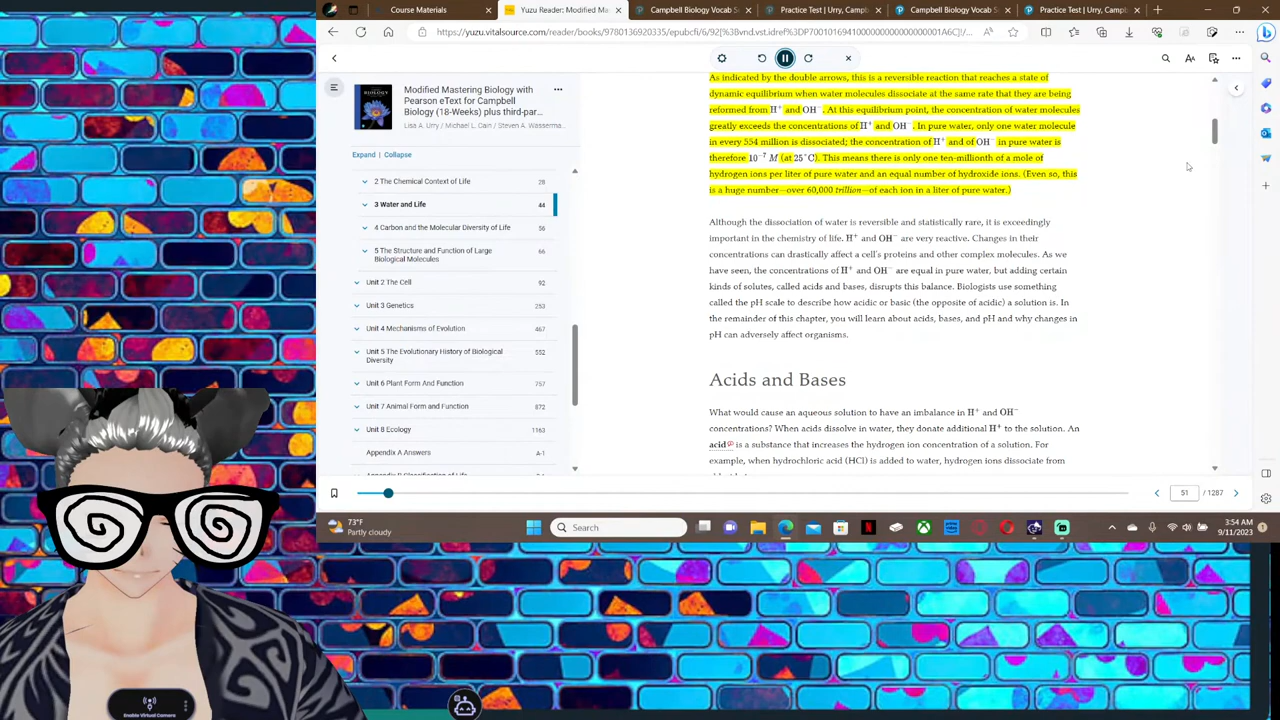 Course Materials
Yuzu Reader: Modified Ma
Campbell Biology Vocab S
Practice Test | Urry, Camp
Campbell Biology Vocab S
Practice Test | Urry, Camp
https://yuzu.vitalsource.com/reader/books/9780136920335/epubcfi/6/92[%3Bvnd.vst.idref%3DP7001016941000000000000000001A6C]!/...
Modified Mastering Biology with
Pearson eText for Campbell
Biology (18-Weeks) plus third-par...
Lisa A. Urry / Michael L. Cain / Steven A. Wasserma...
Expand | Collapse
2 The Chemical Context of Life 28
3 Water and Life 44
4 Carbon and the Molecular Diversity of Life 56
5 The Structure and Function of Large
Biological Molecules 66
Unit 2 The Cell 92
Unit 3 Genetics 253
Unit 4 Mechanisms of Evolution 467
Unit 5 The Evolutionary History of Biological
Diversity 552
Unit 6 Plant Form And Function 757
Unit 7 Animal Form and Function 872
Unit 8 Ecology 1163
Appendix A Answers A-1
As indicated by the double arrows, this is a reversible reaction that reaches a state of
dynamic equilibrium when water molecules dissociate at the same rate that they are being
reformed from H⁺ and OH⁻. At this equilibrium point, the concentration of water molecules
greatly exceeds the concentrations of H⁺ and OH⁻. In pure water, only one water molecule
in every 554 million is dissociated; the concentration of H⁺ and of OH⁻ in pure water is
therefore 10⁻⁷ M (at 25°C). This means there is only one ten-millionth of a mole of
hydrogen ions per liter of pure water and an equal number of hydroxide ions. (Even so, this
is a huge number—over 60,000 trillion—of each ion in a liter of pure water.)
Although the dissociation of water is reversible and statistically rare, it is exceedingly
important in the chemistry of life. H⁺ and OH⁻ are very reactive. Changes in their
concentrations can drastically affect a cell's proteins and other complex molecules. As we
have seen, the concentrations of H⁺ and OH⁻ are equal in pure water, but adding certain
kinds of solutes, called acids and bases, disrupts this balance. Biologists use something
called the pH scale to describe how acidic or basic (the opposite of acidic) a solution is. In
the remainder of this chapter, you will learn about acids, bases, and pH and why changes in
pH can adversely affect organisms.
Acids and Bases
What would cause an aqueous solution to have an imbalance in H⁺ and OH⁻
concentrations? When acids dissolve in water, they donate additional H⁺ to the solution. An
acid is a substance that increases the hydrogen ion concentration of a solution. For
example, when hydrochloric acid (HCl) is added to water, hydrogen ions dissociate from
51 / 1287
73°F
Partly cloudy
Search
3:54 AM
9/11/2023
Enable Virtual Camera